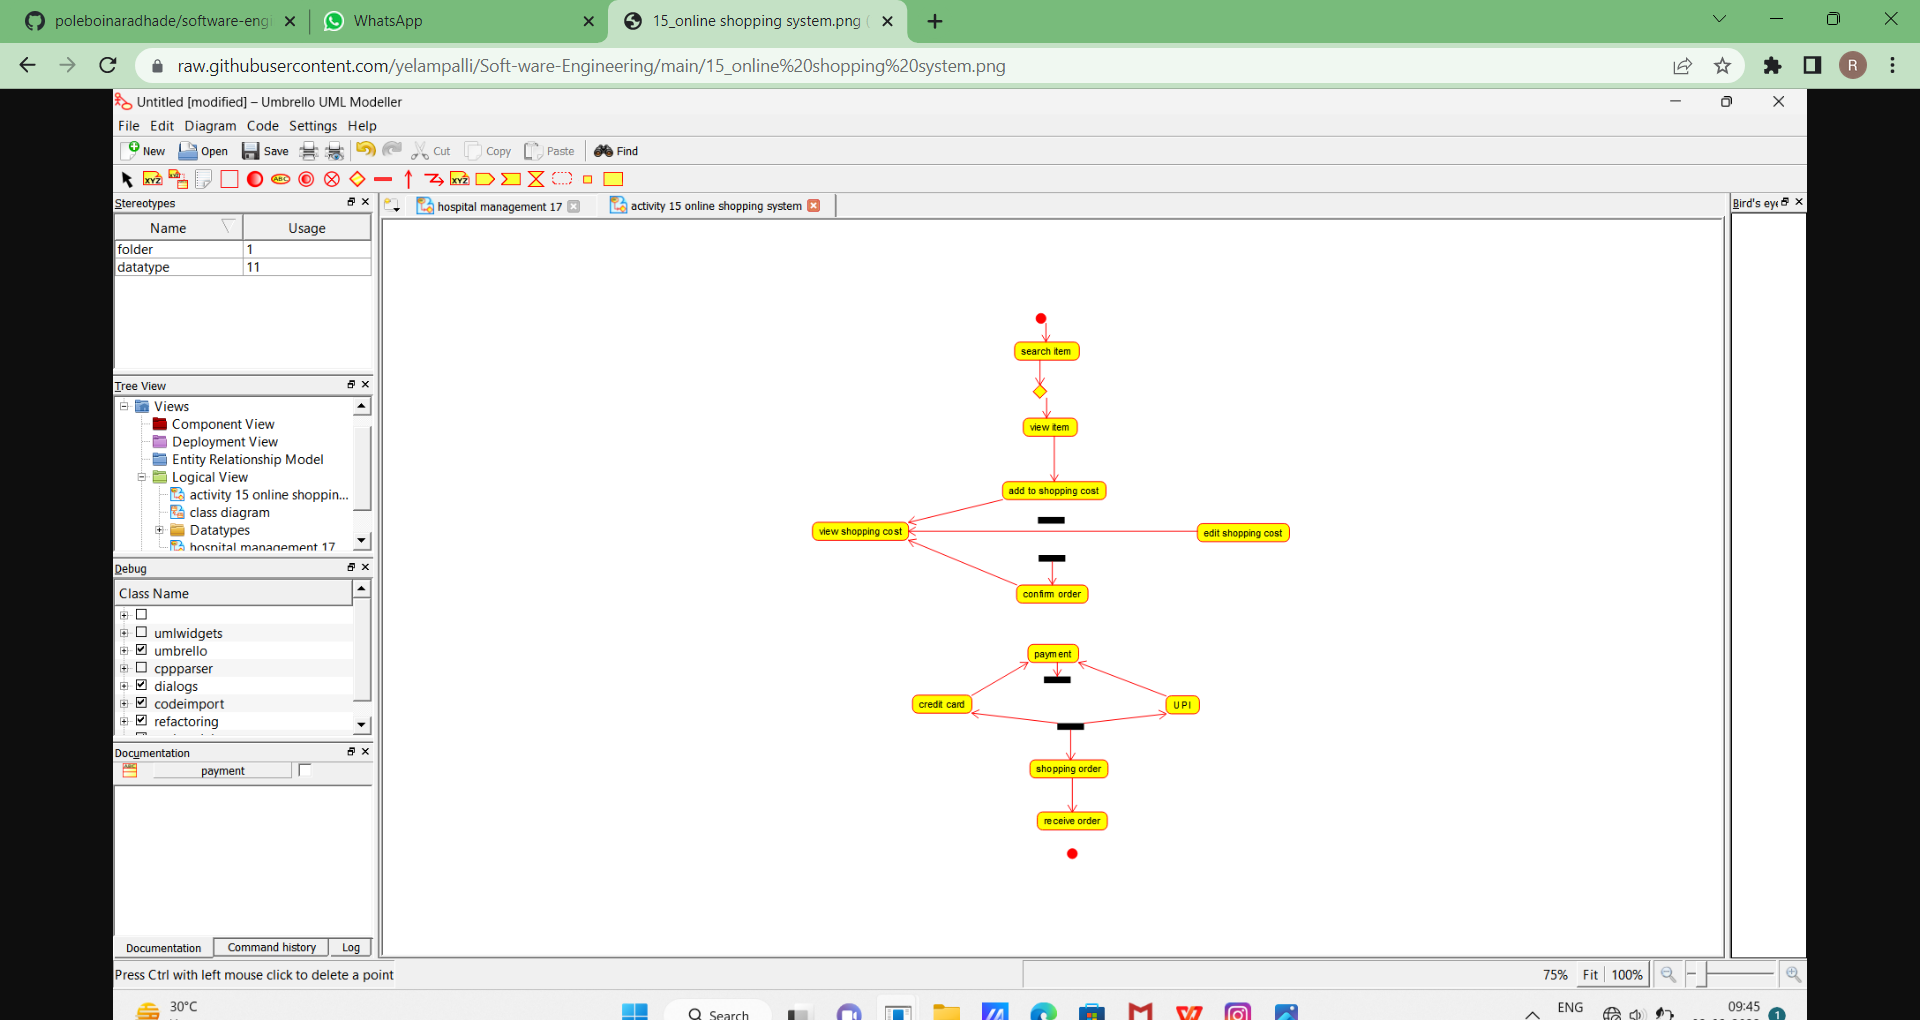 poleboinaradhade/software-engi
WhatsApp
15_online shopping system.png (
raw.githubusercontent.com/yelampalli/Soft-ware-Engineering/main/15_online%20shopping%20system.png
R
Untitled [modified] – Umbrello UML Modeller
File Edit Diagram Code Settings Help
New Open Save Cut Copy Paste Find
Stereotypes
hospital management 17
activity 15 online shopping system
Bird's eye
Name Usage
folder 1
datatype 11
Tree View
Views
Component View
Deployment View
Entity Relationship Model
Logical View
activity 15 online shoppin...
class diagram
Datatypes
hospital management 17
Debug
Class Name
umlwidgets
umbrello
cppparser
dialogs
codeimport
refactoring
Documentation
payment
Documentation Command history Log
search item
view item
add to shopping cost
view shopping cost
edit shopping cost
confirm order
payment
credit card
UPI
shopping order
receive order
Press Ctrl with left mouse click to delete a point
75% Fit 100%
30°C
Search
ENG
09:45
1